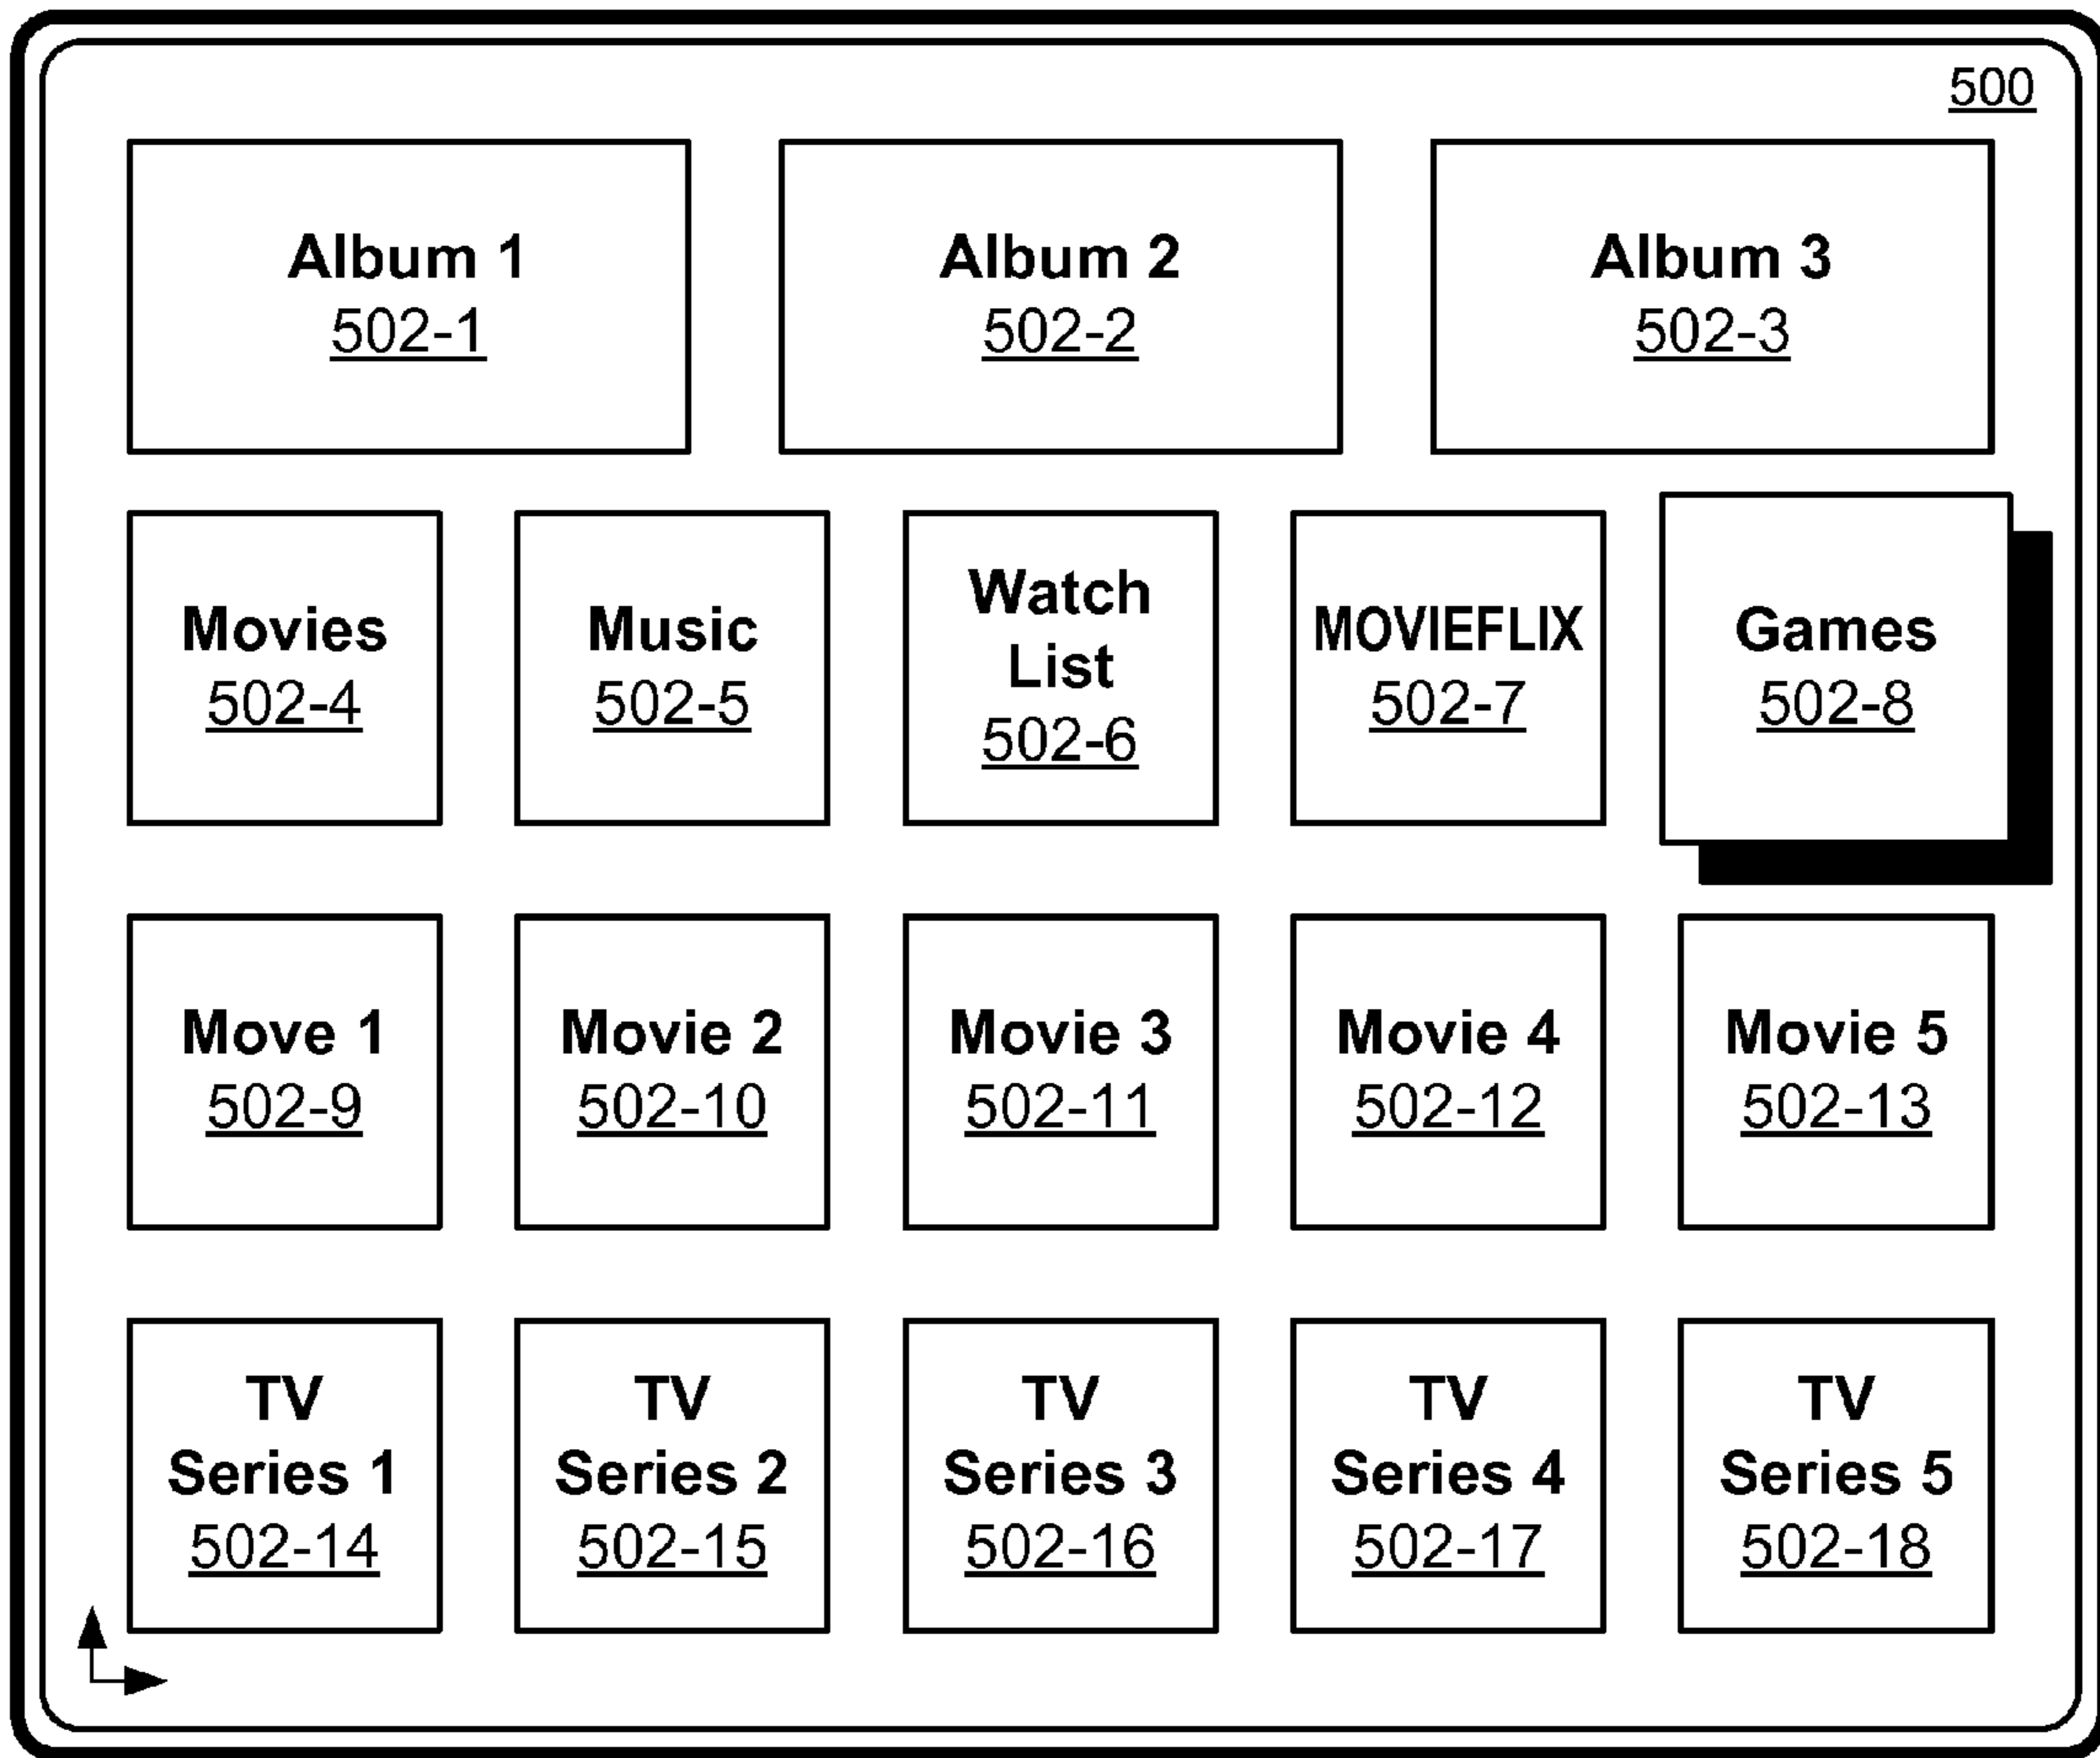 500
Album 1
502-1
Album 2
502-2
Album 3
502-3
Movies
502-4
Music
502-5
Watch
List
502-6
MOVIEFLIX
502-7
Games
502-8
Move 1
502-9
Movie 2
502-10
Movie 3
502-11
Movie 4
502-12
Movie 5
502-13
TV
Series 1
502-14
TV
Series 2
502-15
TV
Series 3
502-16
TV
Series 4
502-17
TV
Series 5
502-18